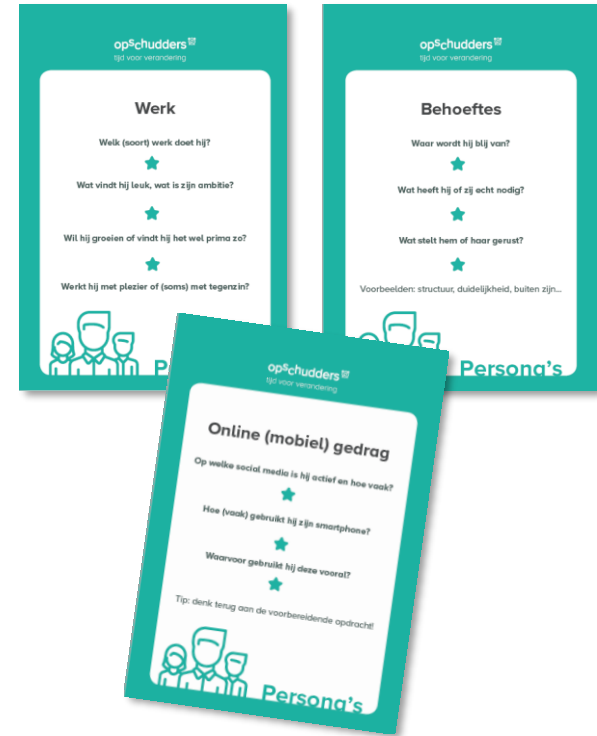 opschudders
tijd voor verandering
Werk
Welk (soort) werk doet hij?
Wat vindt hij leuk, wat is zijn ambitie?
Wil hij groeien of vindt hij het wel prima zo?
Werkt hij met plezier of (soms) met tegenzin?
P
opschudders
tijd voor verandering
Behoeftes
Waar wordt hij blij van?
Wat heeft hij of zij echt nodig?
Wat stelt hem of haar gerust?
Voorbeelden: structuur, duidelijkheid, buiten zijn...
Persona's
opschudders
tijd voor verandering
Online (mobiel) gedrag
Op welke social media is hij actief en hoe vaak?
Hoe (vaak) gebruikt hij zijn smartphone?
Waarvoor gebruikt hij deze vooral?
Tip: denk terug aan de voorbereidende opdracht!
Persona's